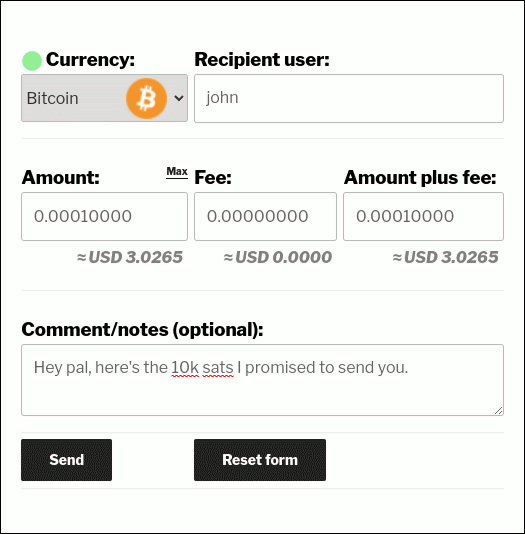 Currency: Recipient user:
Bitcoin john
Amount: Max Fee: Amount plus fee:
0.00010000 0.00000000 0.00010000
≈ USD 3.0265 ≈ USD 0.0000 ≈ USD 3.0265
Comment/notes (optional):
Hey pal, here's the 10k sats I promised to send you.
Send Reset form